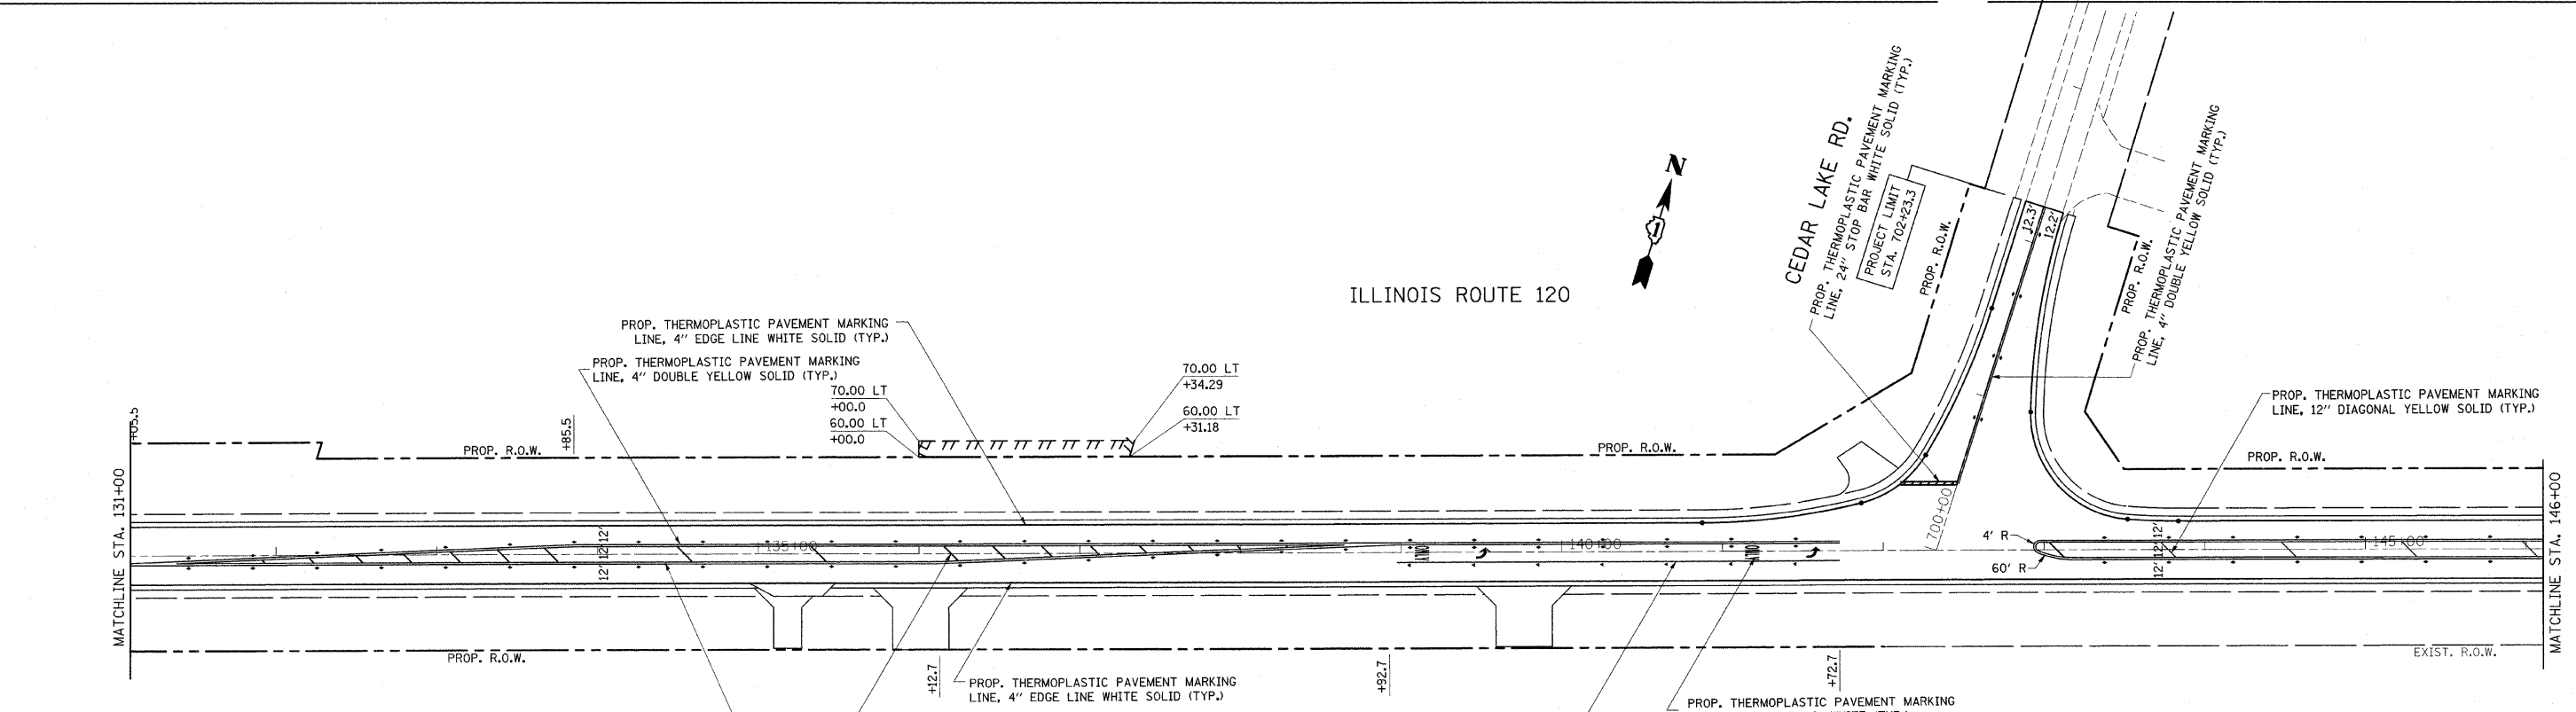 CEDAR LAKE RD.
PROP. THERMOPLASTIC PAVEMENT MARKING
LINE, 24" STOP BAR WHITE SOLID (TYP.)
PROJECT LIMIT
STA. 702+23.3
PROP. R.O.W.
N
1
12.3'
12.2'
PROP. R.O.W.
PROP. THERMOPLASTIC PAVEMENT MARKING
LINE, 4" DOUBLE YELLOW SOLID (TYP.)
ILLINOIS ROUTE 120
PROP. THERMOPLASTIC PAVEMENT MARKING
LINE, 4" EDGE LINE WHITE SOLID (TYP.)
PROP. THERMOPLASTIC PAVEMENT MARKING
LINE, 4" DOUBLE YELLOW SOLID (TYP.)
70.00 LT
+00.0
60.00 LT
+00.0
70.00 LT
+34.29
60.00 LT
+31.18
PROP. THERMOPLASTIC PAVEMENT MARKING
LINE, 12" DIAGONAL YELLOW SOLID (TYP.)
+05.5
+85.5
PROP. R.O.W.
PROP. R.O.W.
PROP. R.O.W.
MATCHLINE STA. 131+00
12'
12'
12'
135+00
ONLY
140+00
ONLY
700+00
4' R
60' R
12'
12'
12'
145+00
MATCHLINE STA. 146+00
PROP. R.O.W.
EXIST. R.O.W.
+12.7
PROP. THERMOPLASTIC PAVEMENT MARKING
LINE, 4" EDGE LINE WHITE SOLID (TYP.)
+92.7
+72.7
PROP. THERMOPLASTIC PAVEMENT MARKING